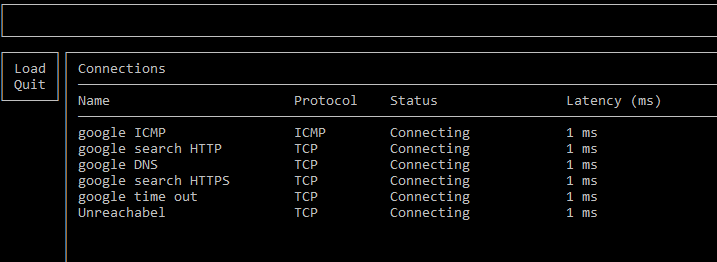 Load
Quit
Connections
Name Protocol Status Latency (ms)
google ICMP ICMP Connecting 1 ms
google search HTTP TCP Connecting 1 ms
google DNS TCP Connecting 1 ms
google search HTTPS TCP Connecting 1 ms
google time out TCP Connecting 1 ms
Unreachabel TCP Connecting 1 ms